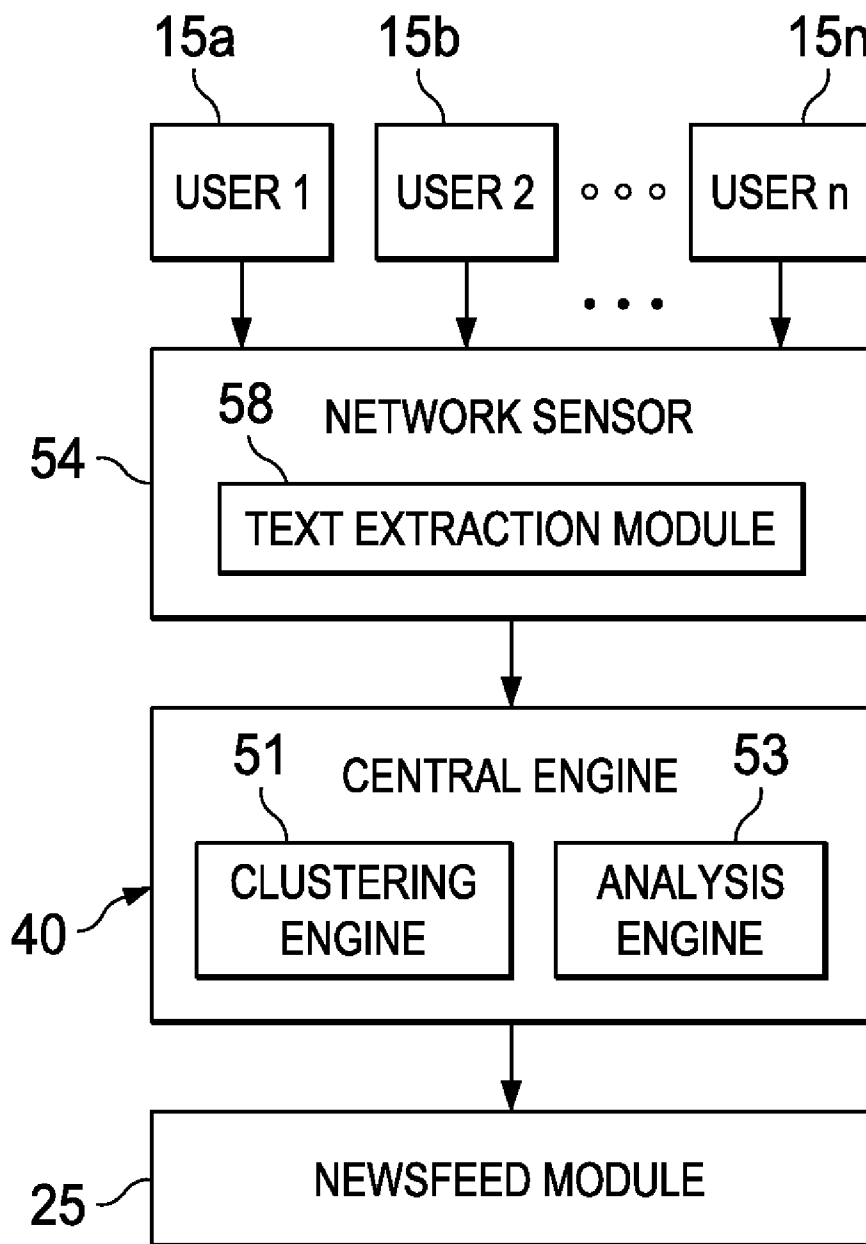 15a 15b 15n
USER 1 USER 2 USER n
58
NETWORK SENSOR
54
TEXT EXTRACTION MODULE
51 53
CENTRAL ENGINE
CLUSTERING ENGINE
ANALYSIS ENGINE
40
NEWSFEED MODULE
25